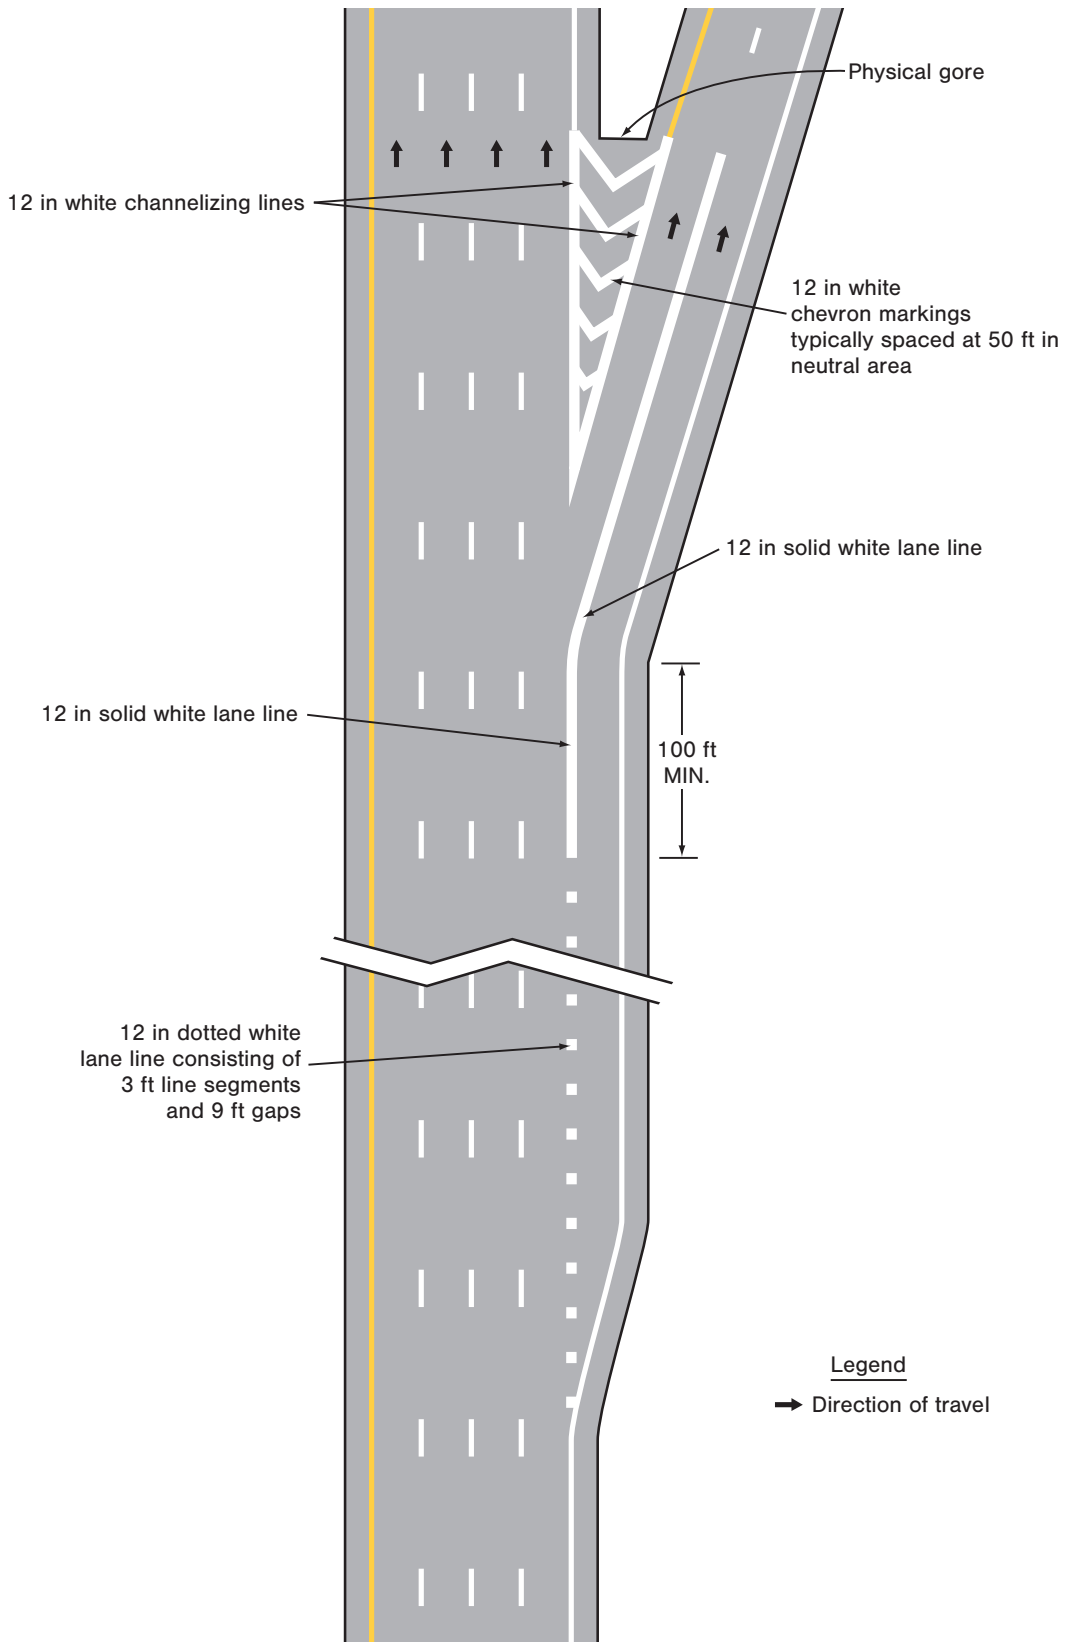 Physical gore
12 in white channelizing lines
12 in white
chevron markings
typically spaced at 50 ft in
neutral area
12 in solid white lane line
12 in solid white lane line
100 ft
MIN.
12 in dotted white
lane line consisting of
3 ft line segments
and 9 ft gaps
Legend
Direction of travel